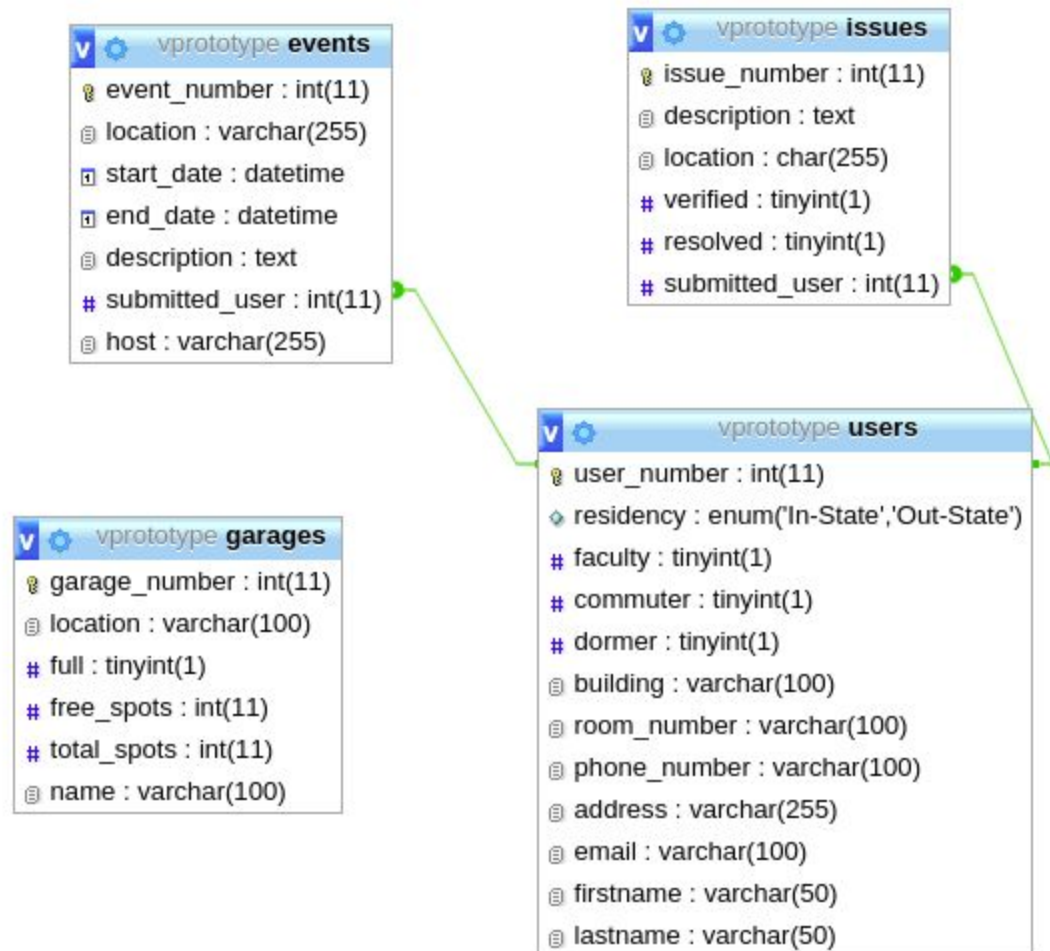 v vprototype events
event_number : int(11)
location : varchar(255)
start_date : datetime
end_date : datetime
description : text
submitted_user : int(11)
host : varchar(255)
v vprototype issues
issue_number : int(11)
description : text
location : char(255)
verified : tinyint(1)
resolved : tinyint(1)
submitted_user : int(11)
v vprototype garages
garage_number : int(11)
location : varchar(100)
full : tinyint(1)
free_spots : int(11)
total_spots : int(11)
name : varchar(100)
v vprototype users
user_number : int(11)
residency : enum('In-State','Out-State')
faculty : tinyint(1)
commuter : tinyint(1)
dormer : tinyint(1)
building : varchar(100)
room_number : varchar(100)
phone_number : varchar(100)
address : varchar(255)
email : varchar(100)
firstname : varchar(50)
lastname : varchar(50)